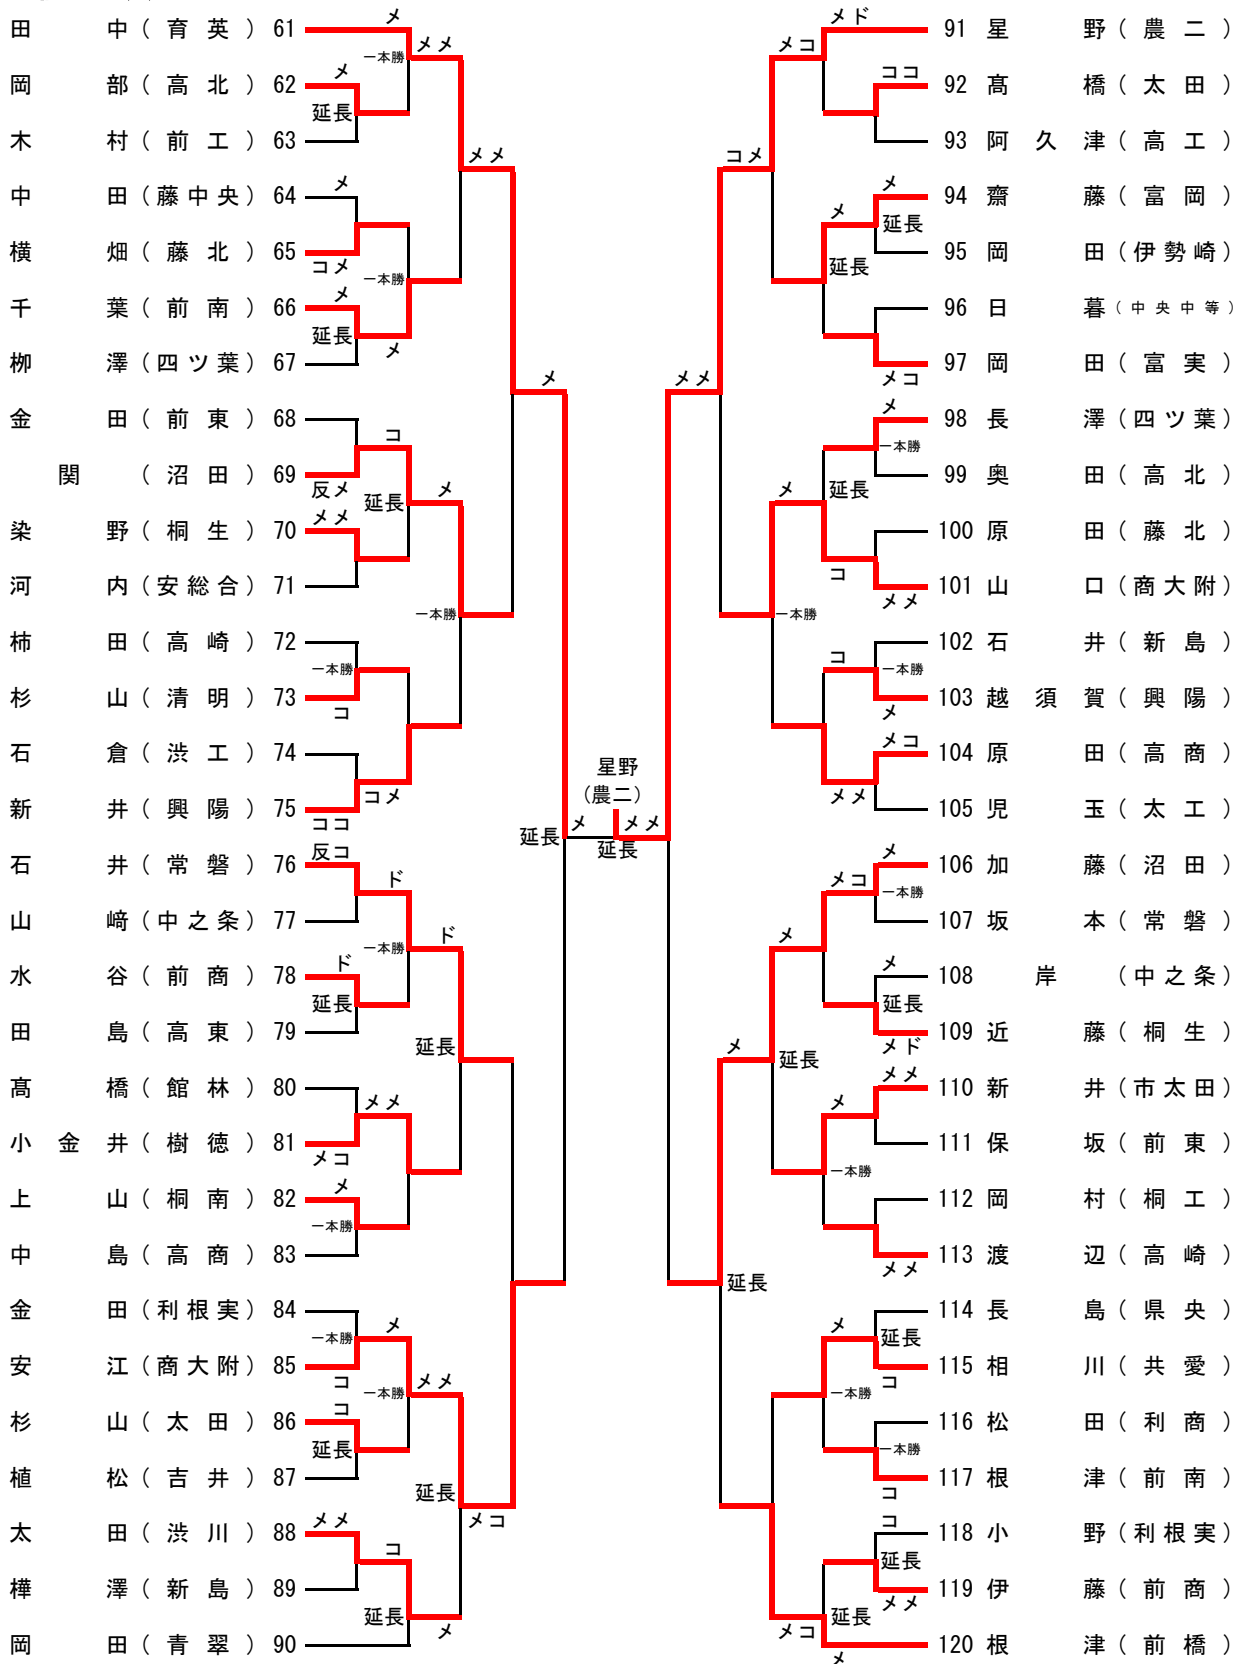 田中(育英) 61
岡部(高北) 62
木村(前工) 63
中田(藤中央) 64
横畑(藤北) 65
千葉(前南) 66
栁澤(四ツ葉) 67
金田(前東) 68
関(沼田) 69
染野(桐生) 70
河内(安総合) 71
柿田(高崎) 72
杉山(清明) 73
石倉(渋工) 74
新井(興陽) 75
石井(常磐) 76
山﨑(中之条) 77
水谷(前商) 78
田島(高東) 79
髙橋(館林) 80
小金井(樹徳) 81
上山(桐南) 82
中島(高商) 83
金田(利根実) 84
安江(商大附) 85
杉山(太田) 86
植松(吉井) 87
太田(渋川) 88
樺澤(新島) 89
岡田(青翠) 90
メ
メ
延長
メ
コメ
メ
延長
反メ
メメ
一本勝
コ
ココ
反コ
ド
延長
メコ
メ
一本勝
一本勝
コ
コ
延長
メメ
一本勝
一本勝
メ
コ
延長
コメ
ド
一本勝
メメ
メ
一本勝
コ
延長
メメ
メ
一本勝
ド
延長
メメ
延長
メ
メメ
メコ
メ
延長
メ
星野
(農二)
延長
メメ
メメ
延長
コメ
メ
メコ
メ
一本勝
メ
延長
メコ
メド
メ
延長
延長
コ
コ
メメ
メコ
メ
一本勝
メ
一本勝
延長
メ
ココ
メ
延長
メコ
メ
一本勝
メメ
一本勝
メ
メコ
メ
一本勝
メ
延長
メド
メメ
メメ
延長
コ
一本勝
コ
コ
延長
メメ
91 星野(農二)
92 髙橋(太田)
93 阿久津(高工)
94 齋藤(富岡)
95 岡田(伊勢崎)
96 日暮(中央中等)
97 岡田(富実)
98 長澤(四ツ葉)
99 奥田(高北)
100 原田(藤北)
101 山口(商大附)
102 石井(新島)
103 越須賀(興陽)
104 原田(高商)
105 児玉(太工)
106 加藤(沼田)
107 坂本(常磐)
108 岸(中之条)
109 近藤(桐生)
110 新井(市太田)
111 保坂(前東)
112 岡村(桐工)
113 渡辺(高崎)
114 長島(県央)
115 相川(共愛)
116 松田(利商)
117 根津(前南)
118 小野(利根実)
119 伊藤(前商)
120 根津(前橋)